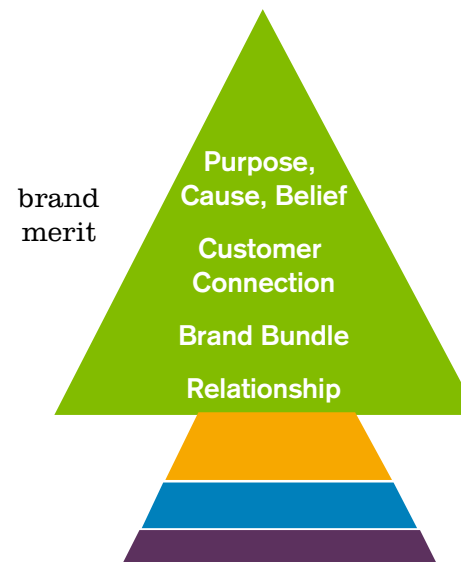 brand
merit
Purpose,
Cause, Belief
Customer
Connection
Brand Bundle
Relationship